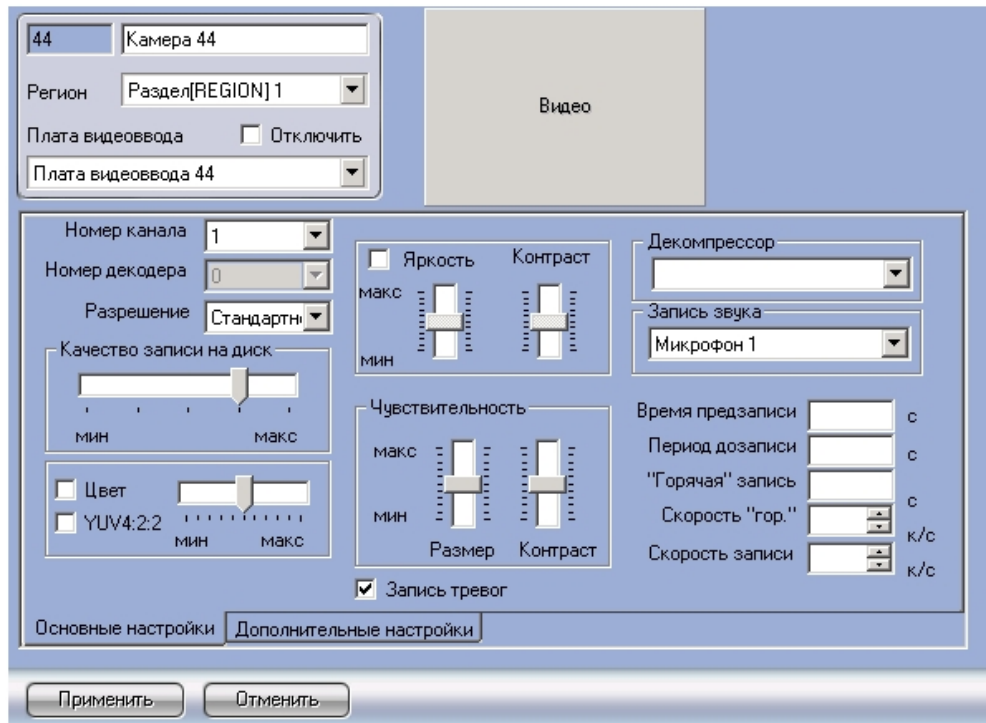 44
Камера 44
Регион
Раздел[REGION] 1
Плата видеоввода
Отключить
Плата видеоввода 44
Видео
Номер канала
1
Номер декодера
0
Разрешение
Стандартн
Качество записи на диск
мин
макс
Цвет
YUV4:2:2
мин
макс
Яркость
Контраст
макс
мин
Чувствительность
макс
мин
Размер
Контраст
Запись тревог
Декомпрессор
Запись звука
Микрофон 1
Время предзаписи
с
Период дозаписи
с
"Горячая" запись
с
Скорость "гор."
к/с
Скорость записи
к/с
Основные настройки
Дополнительные настройки
Применить
Отменить